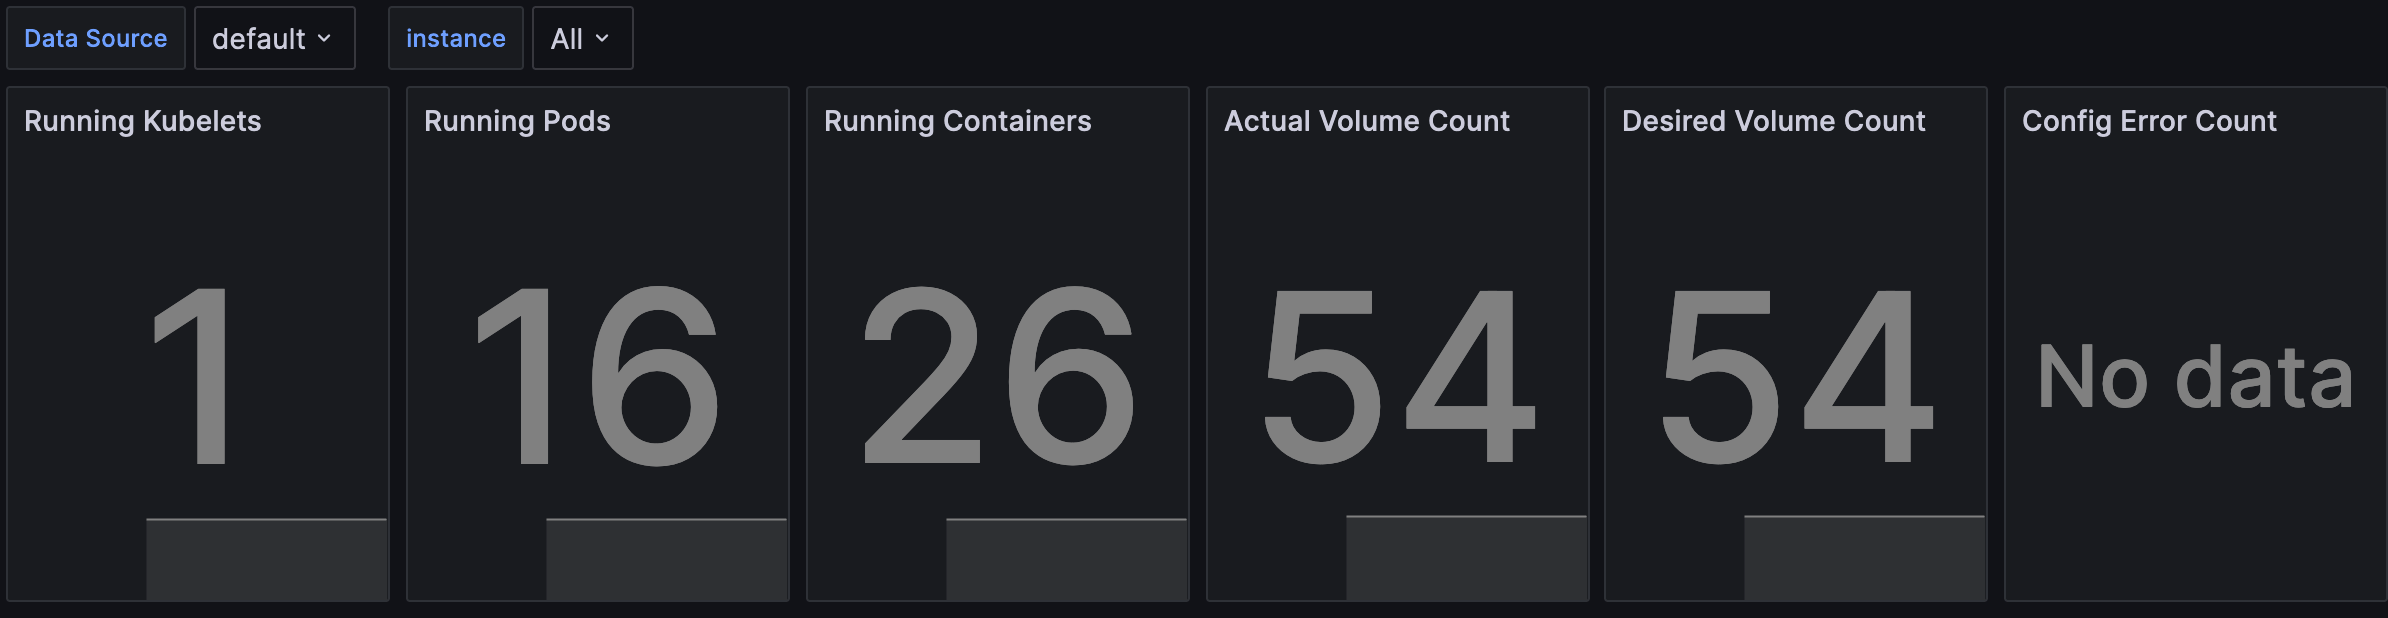 Data Source default instance All
Running Kubelets
1
Running Pods
16
Running Containers
26
Actual Volume Count
54
Desired Volume Count
54
Config Error Count
No data